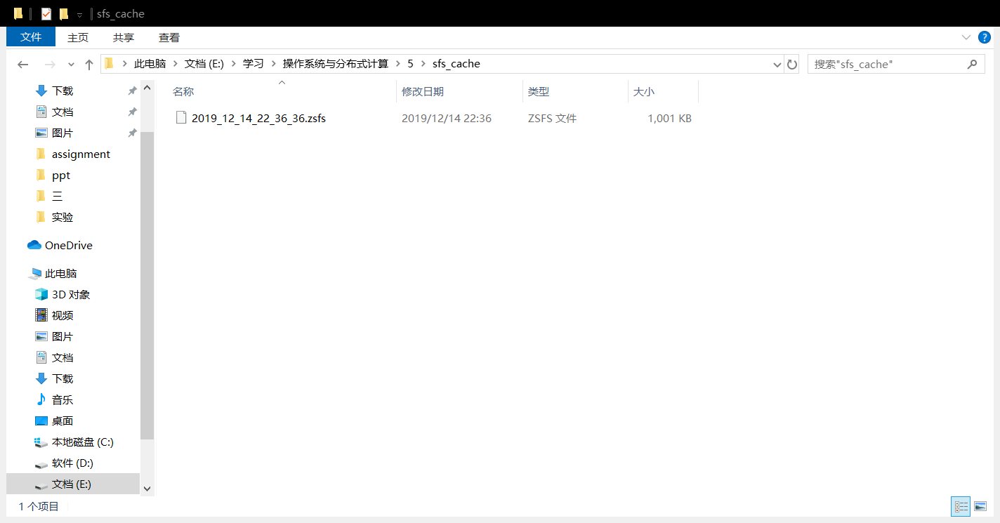 sfs_cache
文件 主页 共享 查看
此电脑 文档 (E:) 学习 操作系统与分布式计算 5 sfs_cache 搜索"sfs_cache"
名称 修改日期 类型 大小
2019_12_14_22_36_36.zsfs 2019/12/14 22:36 ZSFS 文件 1,001 KB
下载
文档
图片
assignment
ppt
三
实验
OneDrive
此电脑
3D 对象
视频
图片
文档
下载
音乐
桌面
本地磁盘 (C:)
软件 (D:)
文档 (E:)
1 个项目